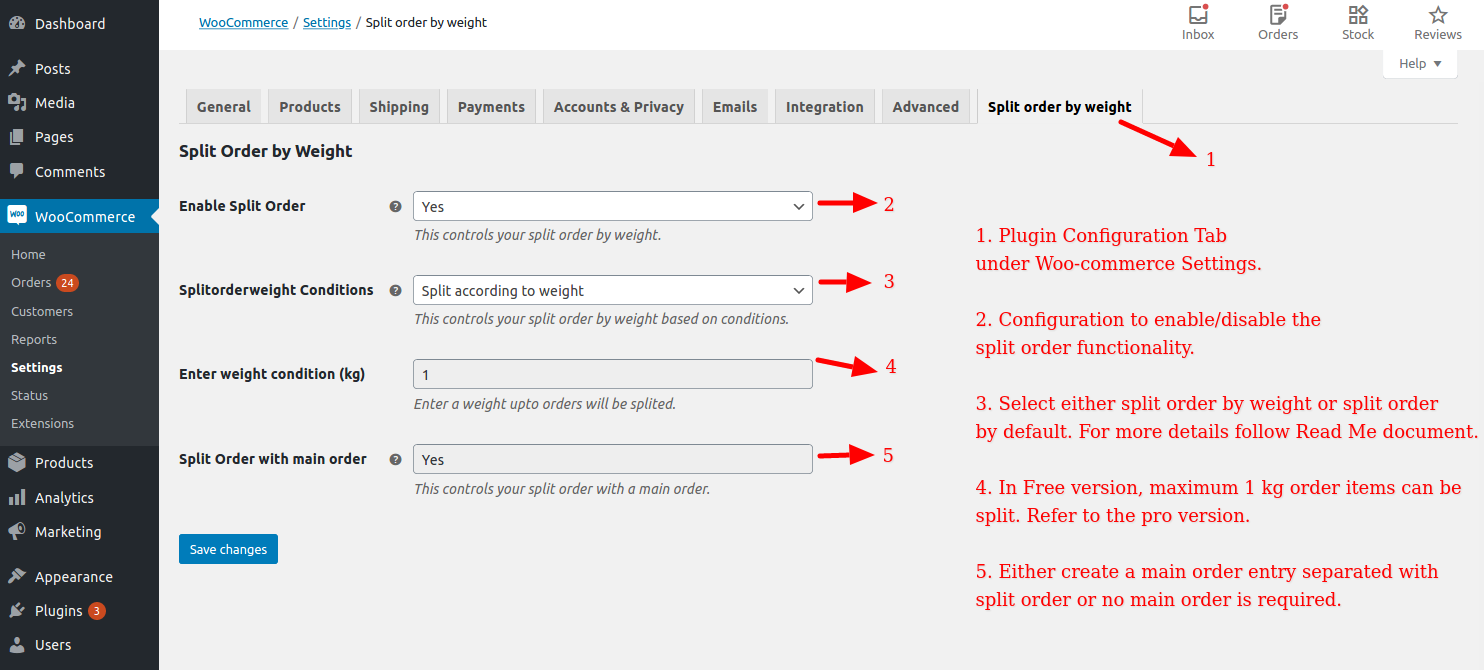 Dashboard
Posts
Media
Pages
Comments
Woo WooCommerce
Home
Orders 24
Customers
Reports
Settings
Status
Extensions
Products
Analytics
Marketing
Appearance
Plugins 3
Users
WooCommerce / Settings / Split order by weight
Inbox Orders Stock Reviews
Help
General Products Shipping Payments Accounts & Privacy Emails Integration Advanced Split order by weight
1
Split Order by Weight
Enable Split Order ? Yes 2
This controls your split order by weight.
Splitorderweight Conditions ? Split according to weight 3
This controls your split order by weight based on conditions.
Enter weight condition (kg) 1 4
Enter a weight upto orders will be splited.
Split Order with main order ? Yes 5
This controls your split order with a main order.
Save changes
1. Plugin Configuration Tab
under Woo-commerce Settings.
2. Configuration to enable/disable the
split order functionality.
3. Select either split order by weight or split order
by default. For more details follow Read Me document.
4. In Free version, maximum 1 kg order items can be
split. Refer to the pro version.
5. Either create a main order entry separated with
split order or no main order is required.